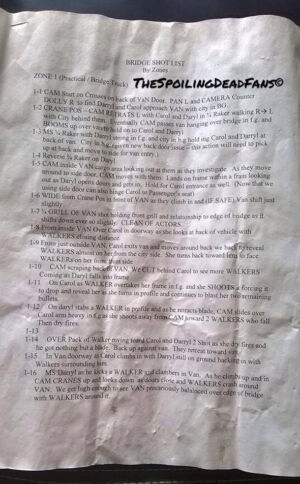 BRIDGE SHOT LIST
By Zones
TheSpoilingDeadFans©
ZONE 1 (Practical / Bridge Truck)
1-1 CAM Start on Crosses on back of VAN Door. PAN L and CAMERA Counter
DOLLY R to find Daryl and Carol approach VAN with city in BG.
1-2 CRANE POS – CAM RETRATS L with Carol and Daryl in ¾ Raker walking R L
with City behind them. Eventually CAM passes van hanging over bridge in f.g. and
BOOMS up over van to hold on to Carol and Daryl
1-3 MS ¾ Raker with Daryl strong in f.g. to hold Carol and Daryl at
back of van. City in b.g. new back door issue – this action will need to pick
up at back and move to side for van entry.)
1-4 Reverse ¾ Raker on Daryl
1-5 CAM inside VAN cargo area looking out at them as they investigate. As they move
around to side door, CAM moves with them. Lands on frame within a fram looking
out as Daryl opens door and gets in. Hold for Carol entrance as well. (Now that we
using side door can also hinge Carol to Passenger's seat)
1-6 WIDE from Crane Pos in front of VAN as they climb in and (IF SAFE) Van shift just
slightly.
1-7 ¾ GRILL OF VAN shot holding front grill and relationship to edge of bridge as it
shifts down ever so slightly. CLEAN OF ACTORS.
1-8 From inside VAN Over Carol in doorway as she looks at back of vehicle with
WALKERS closing distance
1-9 From just outside VAN, Carol exits van and moves around back we back to reveal
WALKERS almost on her from the city side. She turns back toward lens to face
WALKERS on her from that side
1-10 CAM scraping back of VAN. We CUT behind Carol to see more WALKERS
Coming as Daryl falls into frame
1-11 On Carol as WALKER overtakes her frame in f.g. and she SHOOTS it forcing it
to drop and reveal her as she turns in profile and continues to blast her two remaining
bullets.
1-12 On daryl stabs a WALKER in profile and as he retracts blade, CAM slides over
Carol arm heavy in f.g as she shoots away from CAM toward 2 WALKERS who fall.
Then dry fires.
1-13
1-14 OVER Pack of Walker moving toard Carol and Daryl 2 Shot as she dry fires and
he got nothing but a blade. Back up against van. They retreat toward van.
1-15 In Van doorway as Carol climbs in with Daryl still on ground backing in with
Walkers surrounding him.
1-16 MS Darryl as he kicks a WALKER and clambers in Van. As he climbs up and in
CAM CRANES up and looks down as doors close and WALKERS crush around
VAN. We get high enough to see VAN precariously balalnced over edge of bridge
with WALKERS around it.